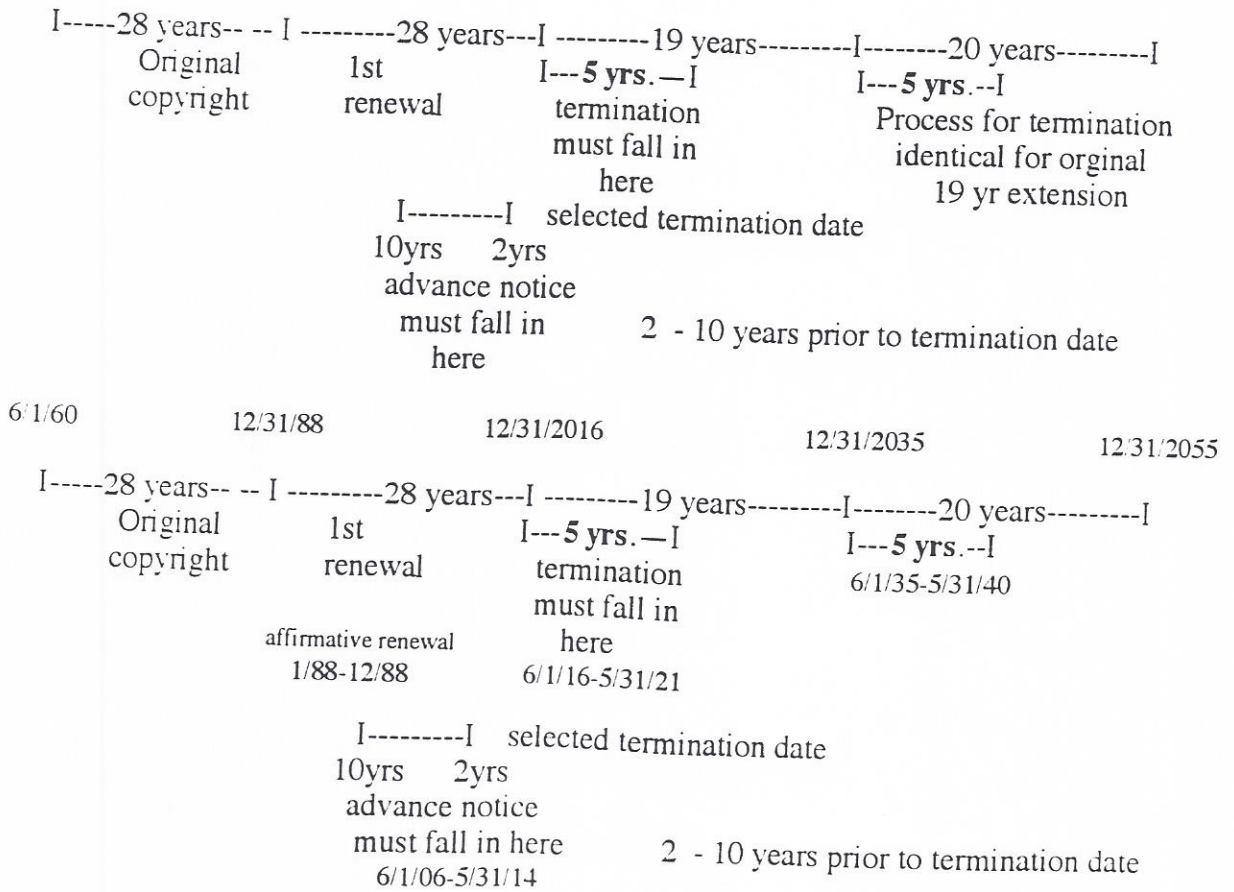 I-----28 years-- -- I ---------28 years---I ---------19 years---------I--------20 years---------I
Original 1st I---5 yrs.—I I---5 yrs.--I
copyright renewal termination Process for termination
must fall in identical for orginal
here 19 yr extension
I---------I selected termination date
10yrs 2yrs
advance notice
must fall in 2 - 10 years prior to termination date
here
6/1/60 12/31/88 12/31/2016 12/31/2035 12/31/2055
I-----28 years-- -- I ---------28 years---I ---------19 years---------I--------20 years---------I
Original 1st I---5 yrs.—I I---5 yrs.--I
copyright renewal termination 6/1/35-5/31/40
must fall in
affirmative renewal here
1/88-12/88 6/1/16-5/31/21
I---------I selected termination date
10yrs 2yrs
advance notice
must fall in here 2 - 10 years prior to termination date
6/1/06-5/31/14